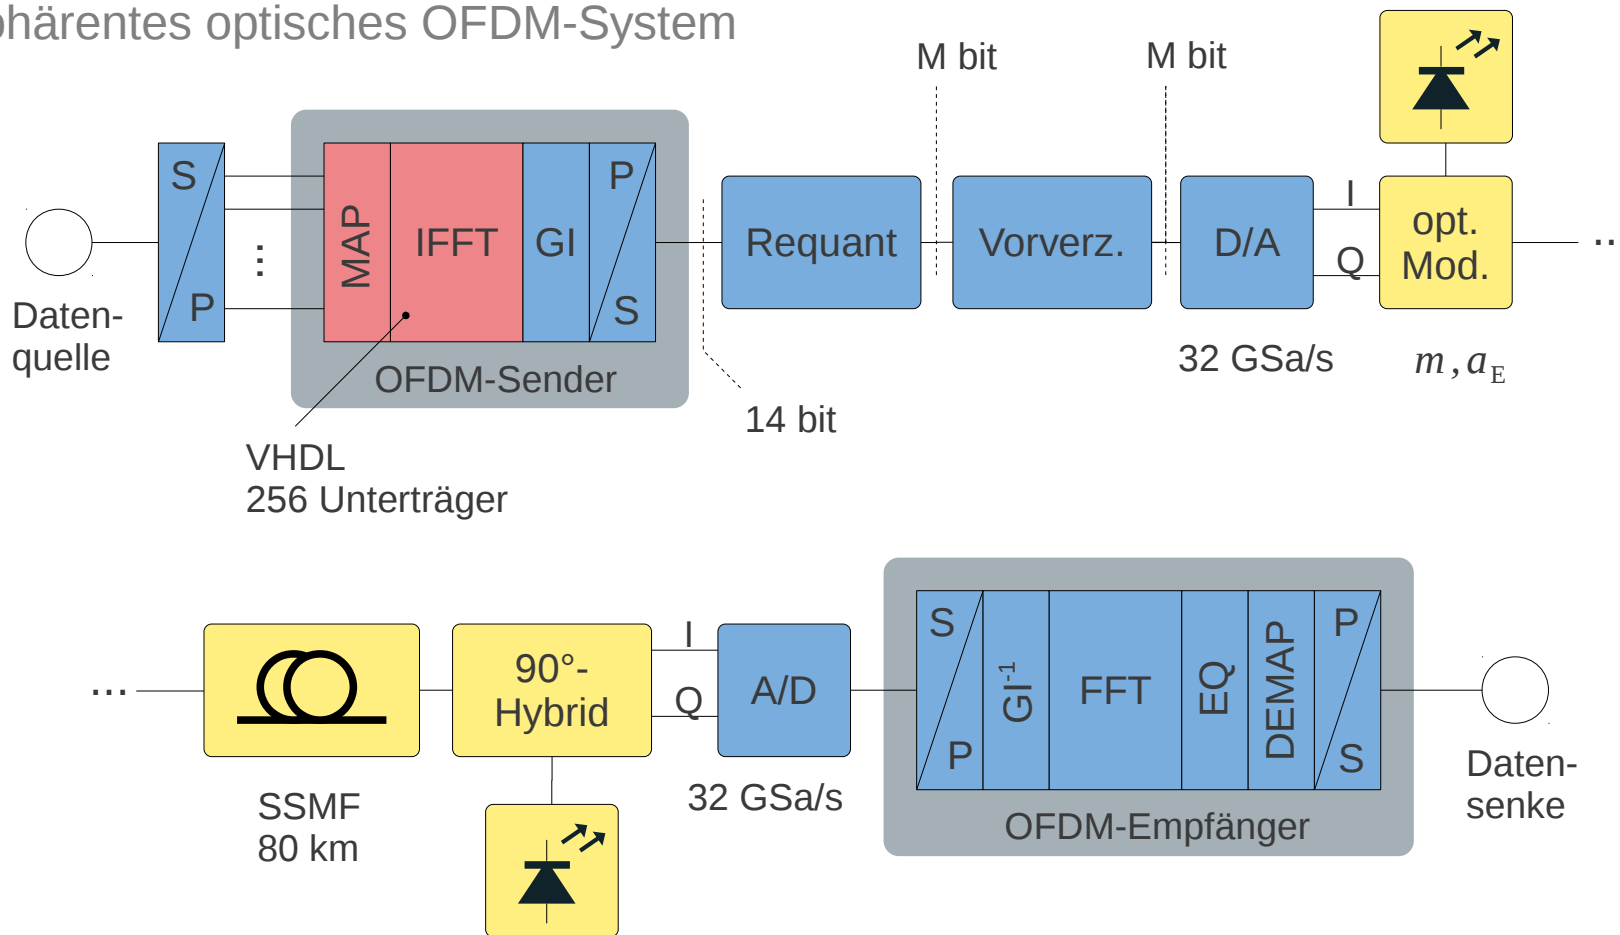 ohärentes optisches OFDM-System
M bit
M bit
S
P
MAP
IFFT
GI
P
S
Requant
Vorverz.
D/A
I
Q
opt.
Mod.
...
Daten-
quelle
...
OFDM-Sender
32 GSa/s
m, a_E
14 bit
VHDL
256 Unterträger
...
90°-
Hybrid
I
Q
A/D
S
P
GI⁻¹
FFT
EQ
DEMAP
P
S
SSMF
80 km
32 GSa/s
OFDM-Empfänger
Daten-
senke